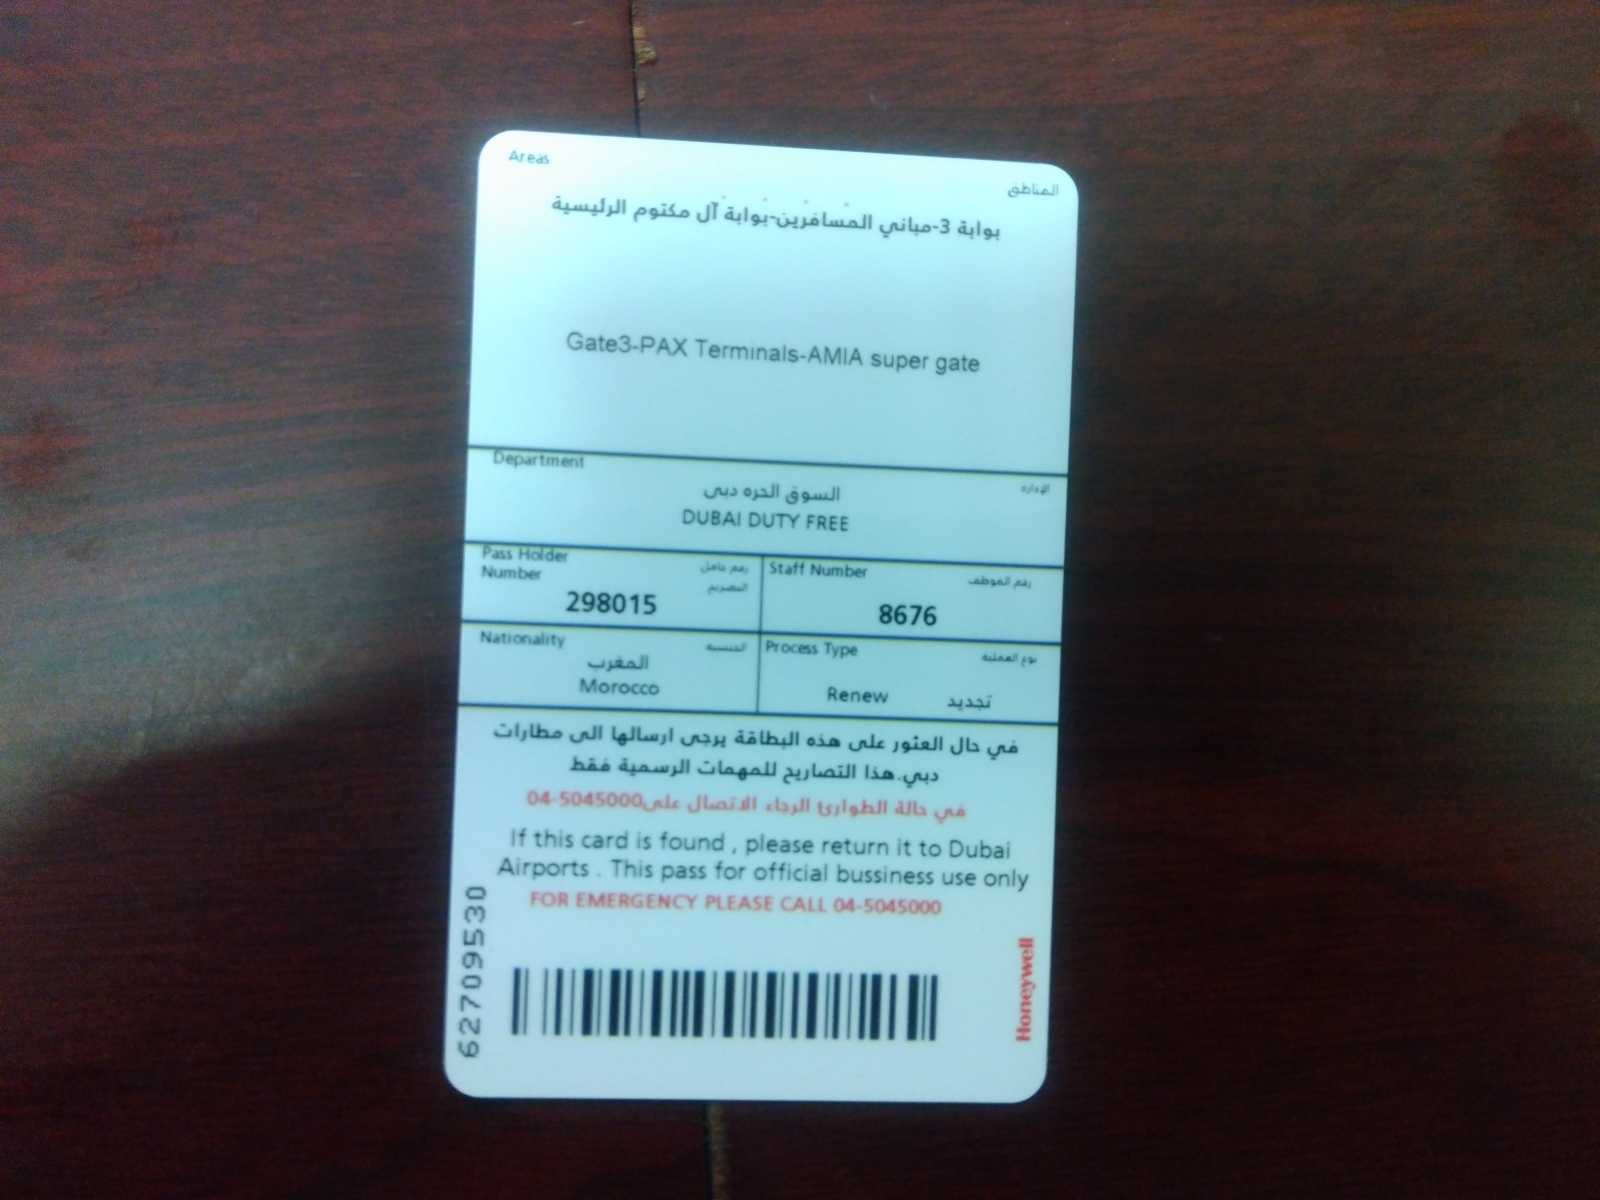 Areas
المناطق
بوابة 3-مباني المسافرين-بوابة آل مكتوم الرئيسية
Gate3-PAX Terminals-AMIA super gate
Department
الإداره
السوق الحره دبى
DUBAI DUTY FREE
Pass Holder
Number
رقم حامل
التصريح
298015
Staff Number
رقم الموظف
8676
Nationality
الجنسية
المغرب
Morocco
Process Type
نوع العملية
Renew تجديد
في حال العثور على هذه البطاقة يرجى ارسالها الى مطارات
دبي.هذا التصاريح للمهمات الرسمية فقط
في حالة الطوارئ الرجاء الاتصال على04-5045000
If this card is found , please return it to Dubai
Airports . This pass for official bussiness use only
FOR EMERGENCY PLEASE CALL 04-5045000
62709530
Honeywell